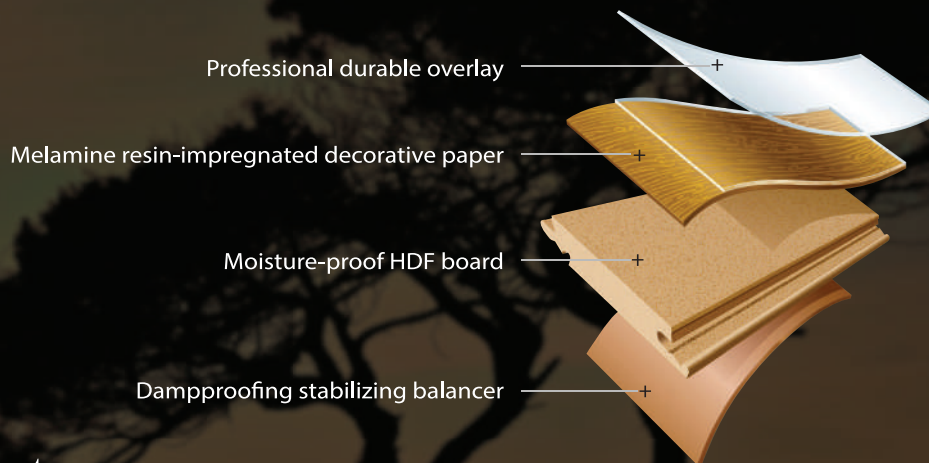 Professional durable overlay
Melamine resin-impregnated decorative paper
Moisture-proof HDF board
Dampproofing stabilizing balancer